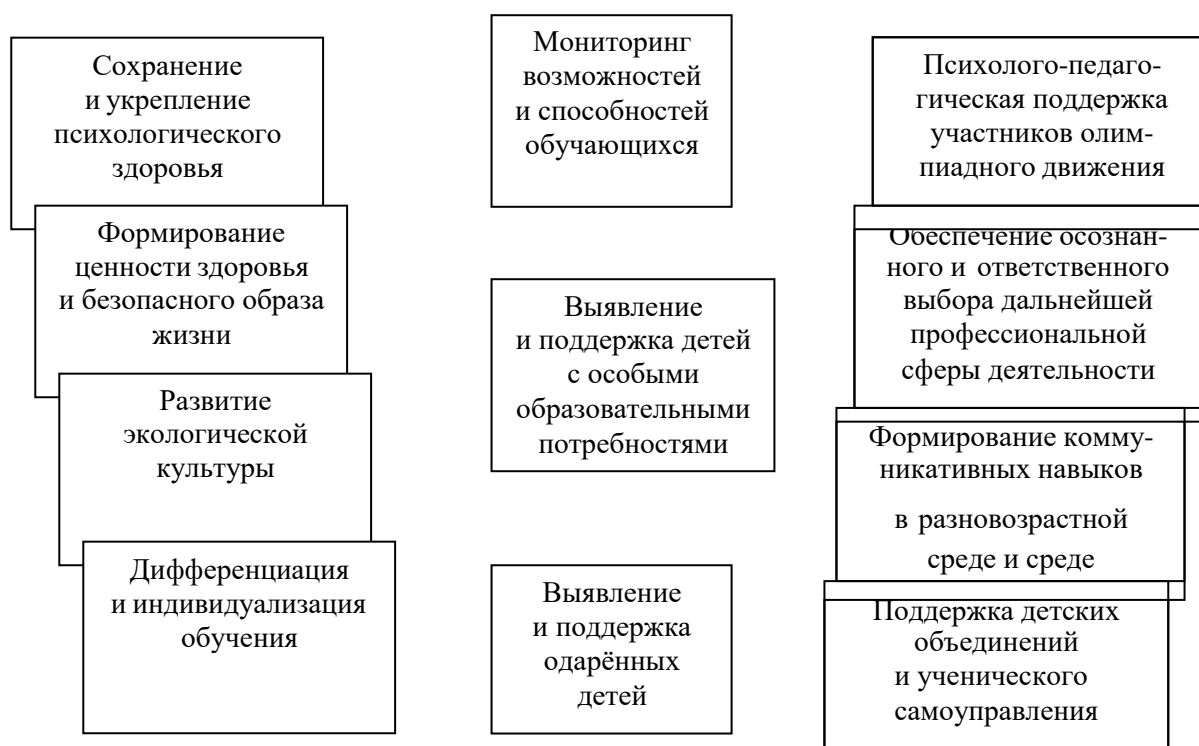 Сохранение
и укрепление
психологического
здоровья
Формирование
ценности здоровья
и безопасного образа
жизни
Развитие
экологической
культуры
Дифференциация
и индивидуализация
обучения
Мониторинг
возможностей
и способностей
обучающихся
Выявление
и поддержка детей
с особыми
образовательными
потребностями
Выявление
и поддержка
одарённых
детей
Психолого-педаго-
гическая поддержка
участников олим-
пиадного движения
Обеспечение осознан-
ного и ответственного
выбора дальнейшей
профессиональной
сферы деятельности
Формирование комму-
никативных навыков
в разновозрастной
среде и среде
Поддержка детских
объединений
и ученического
самоуправления